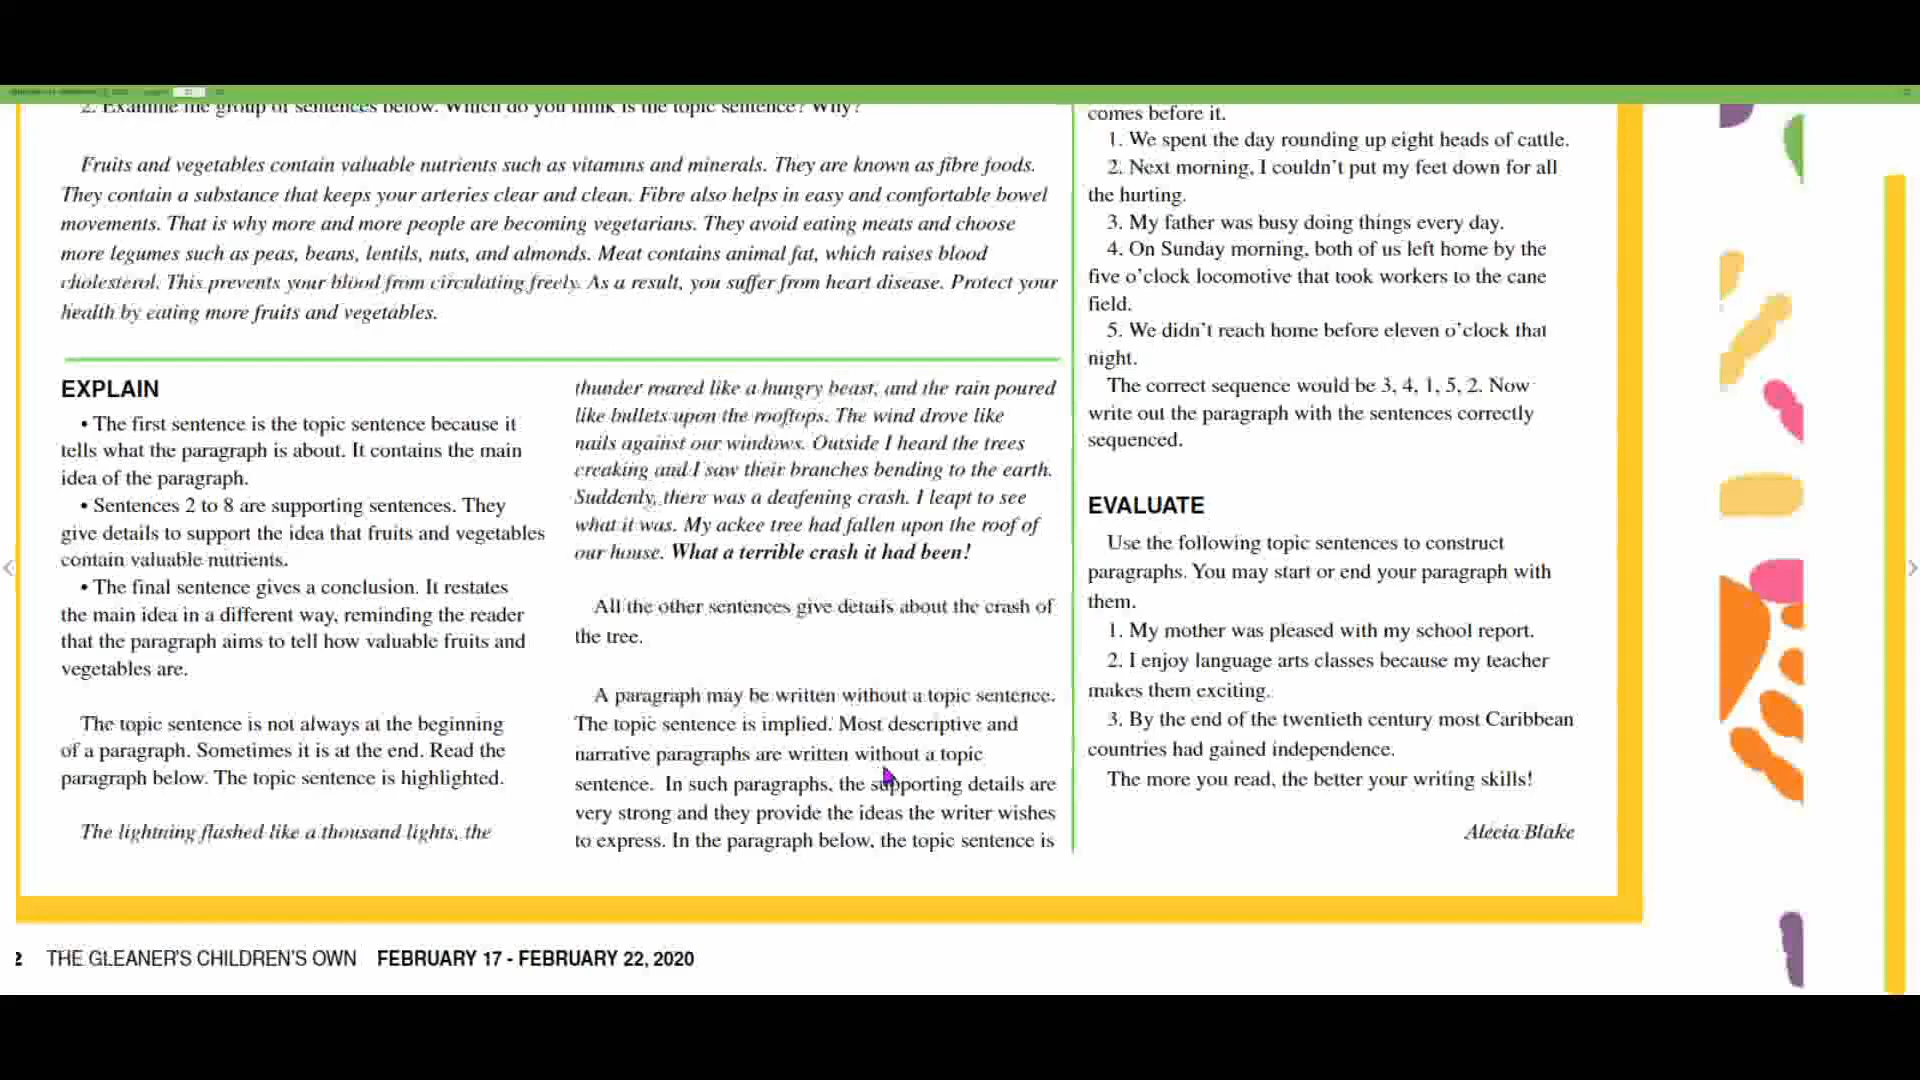 2. Examine the group of sentences below. Which do you think is the topic sentence? Why?
Fruits and vegetables contain valuable nutrients such as vitamins and minerals. They are known as fibre foods.
They contain a substance that keeps your arteries clear and clean. Fibre also helps in easy and comfortable bowel
movements. That is why more and more people are becoming vegetarians. They avoid eating meats and choose
more legumes such as peas, beans, lentils, nuts, and almonds. Meat contains animal fat, which raises blood
cholesterol. This prevents your blood from circulating freely. As a result, you suffer from heart disease. Protect your
health by eating more fruits and vegetables.
EXPLAIN
• The first sentence is the topic sentence because it
tells what the paragraph is about. It contains the main
idea of the paragraph.
• Sentences 2 to 8 are supporting sentences. They
give details to support the idea that fruits and vegetables
contain valuable nutrients.
• The final sentence gives a conclusion. It restates
the main idea in a different way, reminding the reader
that the paragraph aims to tell how valuable fruits and
vegetables are.
The topic sentence is not always at the beginning
of a paragraph. Sometimes it is at the end. Read the
paragraph below. The topic sentence is highlighted.
The lightning flashed like a thousand lights, the
thunder roared like a hungry beast, and the rain poured
like bullets upon the rooftops. The wind drove like
nails against our windows. Outside I heard the trees
creaking and I saw their branches bending to the earth.
Suddenly, there was a deafening crash. I leapt to see
what it was. My ackee tree had fallen upon the roof of
our house. What a terrible crash it had been!
All the other sentences give details about the crash of
the tree.
A paragraph may be written without a topic sentence.
The topic sentence is implied. Most descriptive and
narrative paragraphs are written without a topic
sentence. In such paragraphs, the supporting details are
very strong and they provide the ideas the writer wishes
to express. In the paragraph below, the topic sentence is
comes before it.
1. We spent the day rounding up eight heads of cattle.
2. Next morning, I couldn't put my feet down for all
the hurting.
3. My father was busy doing things every day.
4. On Sunday morning, both of us left home by the
five o'clock locomotive that took workers to the cane
field.
5. We didn't reach home before eleven o'clock that
night.
The correct sequence would be 3, 4, 1, 5, 2. Now
write out the paragraph with the sentences correctly
sequenced.
EVALUATE
Use the following topic sentences to construct
paragraphs. You may start or end your paragraph with
them.
1. My mother was pleased with my school report.
2. I enjoy language arts classes because my teacher
makes them exciting.
3. By the end of the twentieth century most Caribbean
countries had gained independence.
The more you read, the better your writing skills!
Alecia Blake
2 THE GLEANER'S CHILDREN'S OWN FEBRUARY 17 - FEBRUARY 22, 2020